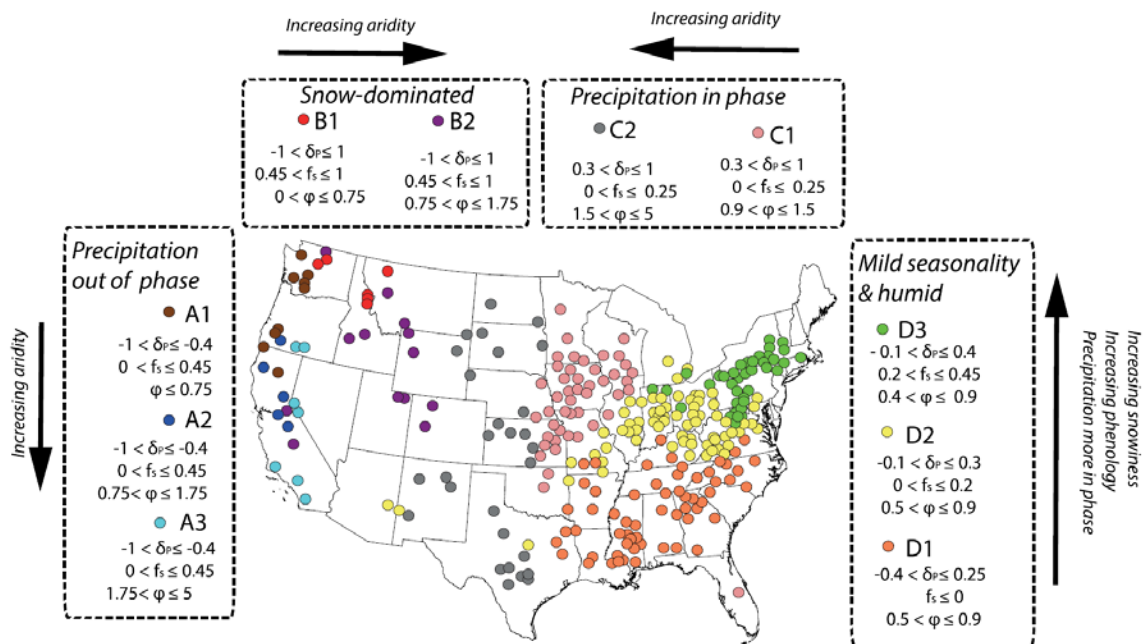 Increasing aridity
Increasing aridity
Snow-dominated
B1
-1 < δP ≤ 1
0.45 < fs ≤ 1
0 < φ ≤ 0.75
B2
-1 < δP ≤ 1
0.45 < fs ≤ 1
0.75 < φ ≤ 1.75
Precipitation in phase
C2
0.3 < δP ≤ 1
0 < fs ≤ 0.25
1.5 < φ ≤ 5
C1
0.3 < δP ≤ 1
0 < fs ≤ 0.25
0.9 < φ ≤ 1.5
Increasing aridity
Precipitation
out of phase
A1
-1 < δP ≤ -0.4
0 < fs ≤ 0.45
φ ≤ 0.75
A2
-1 < δP ≤ -0.4
0 < fs ≤ 0.45
0.75 < φ ≤ 1.75
A3
-1 < δP ≤ -0.4
0 < fs ≤ 0.45
1.75 < φ ≤ 5
Mild seasonality
& humid
D3
-0.1 < δP ≤ 0.4
0.2 < fs ≤ 0.45
0.4 < φ ≤ 0.9
D2
-0.1 < δP ≤ 0.3
0 < fs ≤ 0.2
0.5 < φ ≤ 0.9
D1
-0.4 < δP ≤ 0.25
fs ≤ 0
0.5 < φ ≤ 0.9
Increasing snowiness
Increasing phenology
Precipitation more in phase